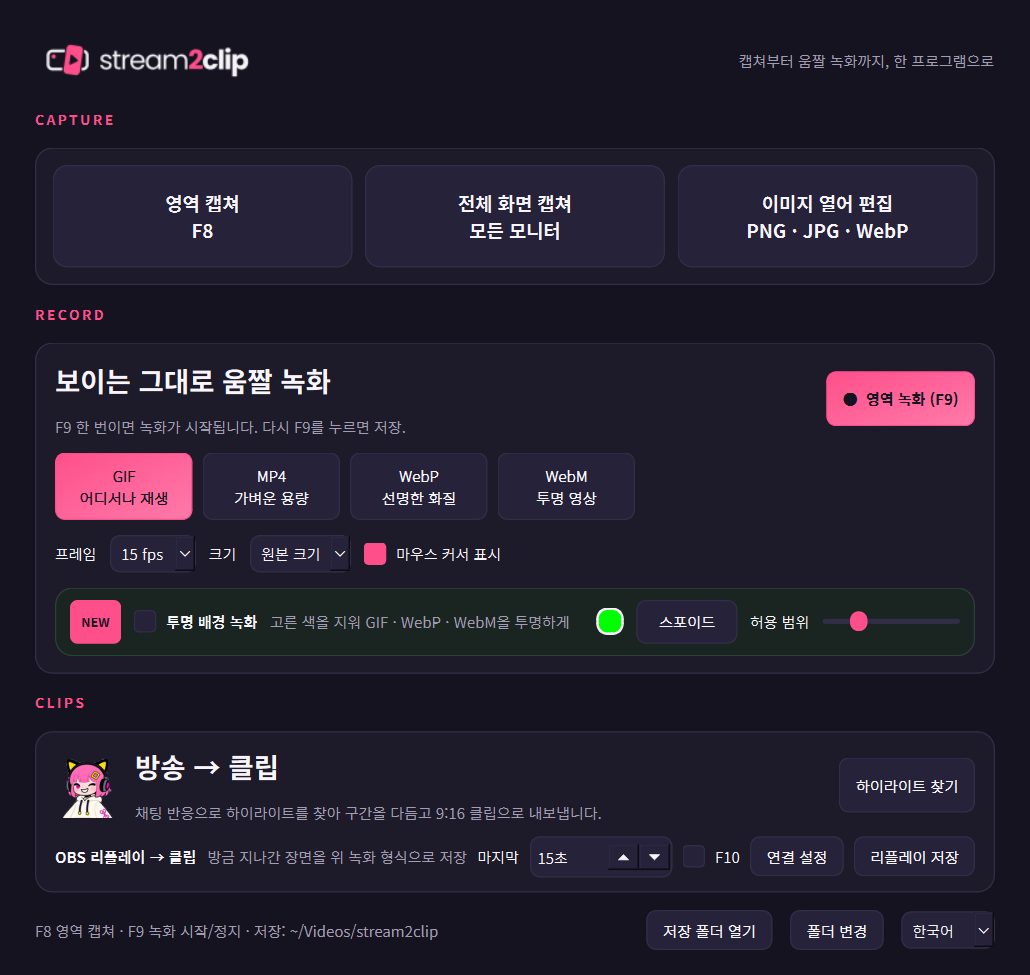 stream2clip
캡쳐부터 움짤 녹화까지, 한 프로그램으로
CAPTURE
영역 캡쳐
F8
전체 화면 캡쳐
모든 모니터
이미지 열어 편집
PNG · JPG · WebP
RECORD
보이는 그대로 움짤 녹화
F9 한 번이면 녹화가 시작됩니다. 다시 F9를 누르면 저장.
● 영역 녹화 (F9)
GIF
어디서나 재생
MP4
가벼운 용량
WebP
선명한 화질
WebM
투명 영상
프레임 15 fps 크기 원본 크기 마우스 커서 표시
NEW 투명 배경 녹화 고른 색을 지워 GIF · WebP · WebM을 투명하게 스포이드 허용 범위
CLIPS
방송 → 클립
채팅 반응으로 하이라이트를 찾아 구간을 다듬고 9:16 클립으로 내보냅니다.
하이라이트 찾기
OBS 리플레이 → 클립 방금 지나간 장면을 위 녹화 형식으로 저장 마지막 15초 F10 연결 설정 리플레이 저장
F8 영역 캡쳐 · F9 녹화 시작/정지 · 저장: ~/Videos/stream2clip 저장 폴더 열기 폴더 변경 한국어